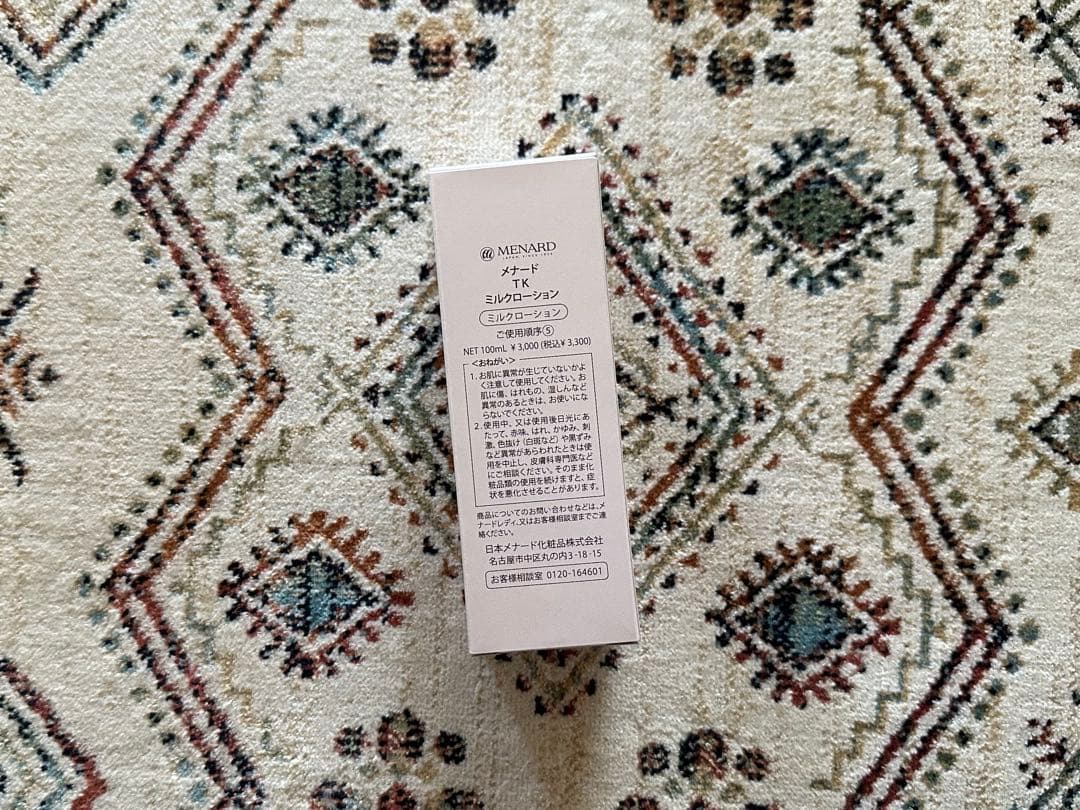 MENARD
JAPAN SINCE 1959
メナード
TK
ミルクローション
ミルクローション
ご使用順序⑤
NET 100mL ¥3,000 (税込¥3,300)
<おねがい>
1. お肌に異常が生じていないかよ
く注意して使用してください。お
肌に傷、はれもの、湿しんなど
異常のあるときは、お使いにな
らないでください。
2. 使用中、又は使用後日光にあ
たって、赤味、はれ、かゆみ、刺
激、色抜け(白斑など)や黒ずみ
など異常があらわれたときは使
用を中止し、皮膚科専門医など
にご相談ください。そのまま化
粧品類の使用を続けますと、症
状を悪化させることがあります。
商品についてのお問い合わせなどは、メ
ナードレディ、又はお客様相談室までご連
絡ください。
日本メナード化粧品株式会社
名古屋市中区丸の内3-18-15
お客様相談室 0120-164601